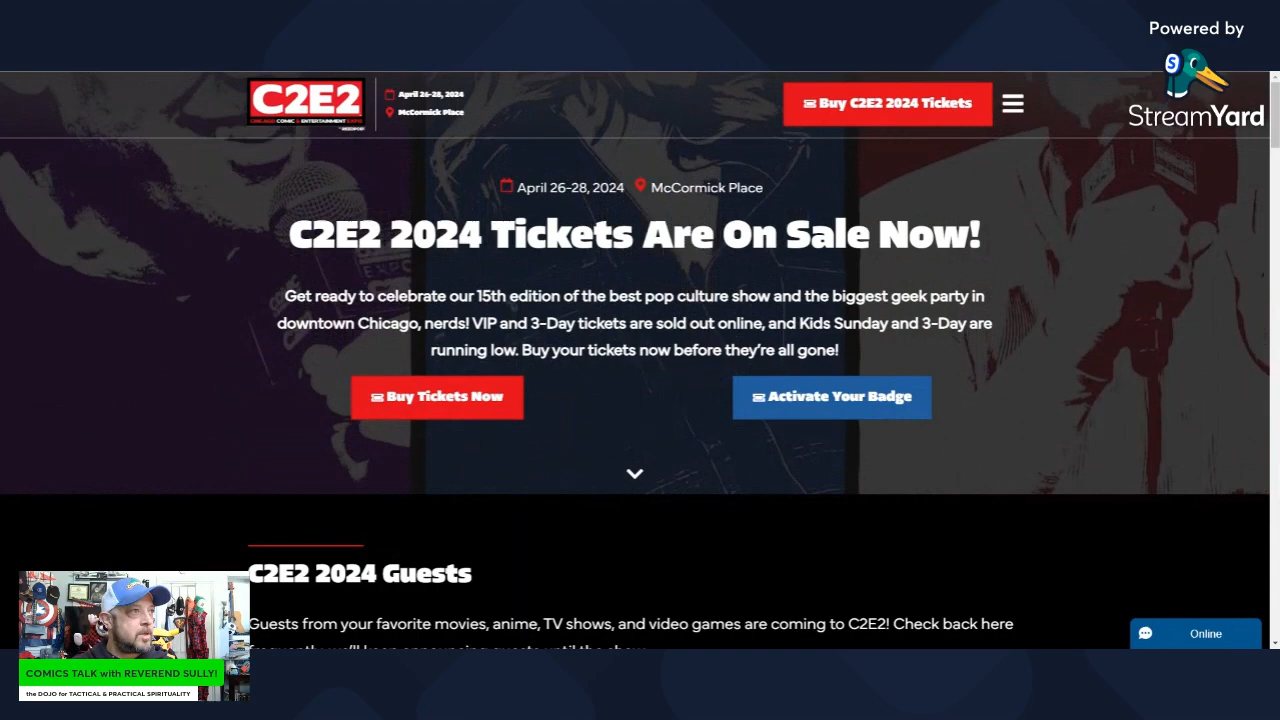 Powered by
StreamYard
C2E2
CHICAGO COMIC & ENTERTAINMENT EXPO
April 26-28, 2024
McCormick Place
Buy C2E2 2024 Tickets
April 26-28, 2024 McCormick Place
C2E2 2024 Tickets Are On Sale Now!
Get ready to celebrate our 15th edition of the best pop culture show and the biggest geek party in
downtown Chicago, nerds! VIP and 3-Day tickets are sold out online, and Kids Sunday and 3-Day are
running low. Buy your tickets now before they're all gone!
Buy Tickets Now
Activate Your Badge
C2E2 2024 Guests
Guests from your favorite movies, anime, TV shows, and video games are coming to C2E2! Check back here
Online
COMICS TALK with REVEREND SULLY!
the DOJO for TACTICAL & PRACTICAL SPIRITUALITY